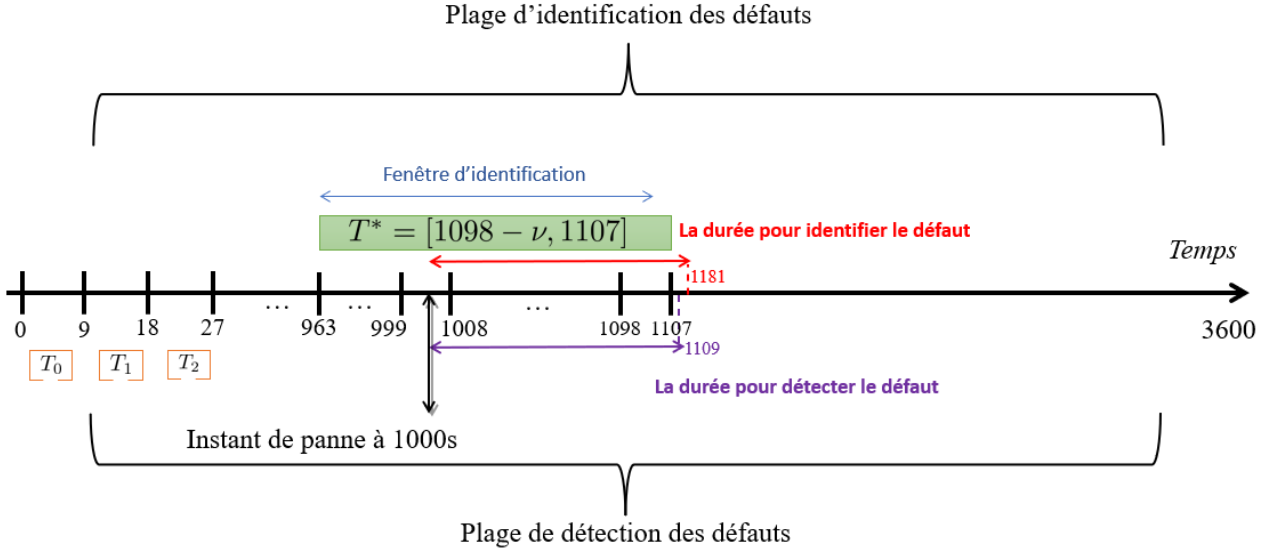 Plage d’identification des défauts
Fenêtre d’identification
T* = [1098 − ν, 1107]
La durée pour identifier le défaut
Temps
1181
... ... ...
0 9 18 27 963 999 1008 1098 1107 3600
1109
T₀ T₁ T₂
La durée pour détecter le défaut
Instant de panne à 1000s
Plage de détection des défauts